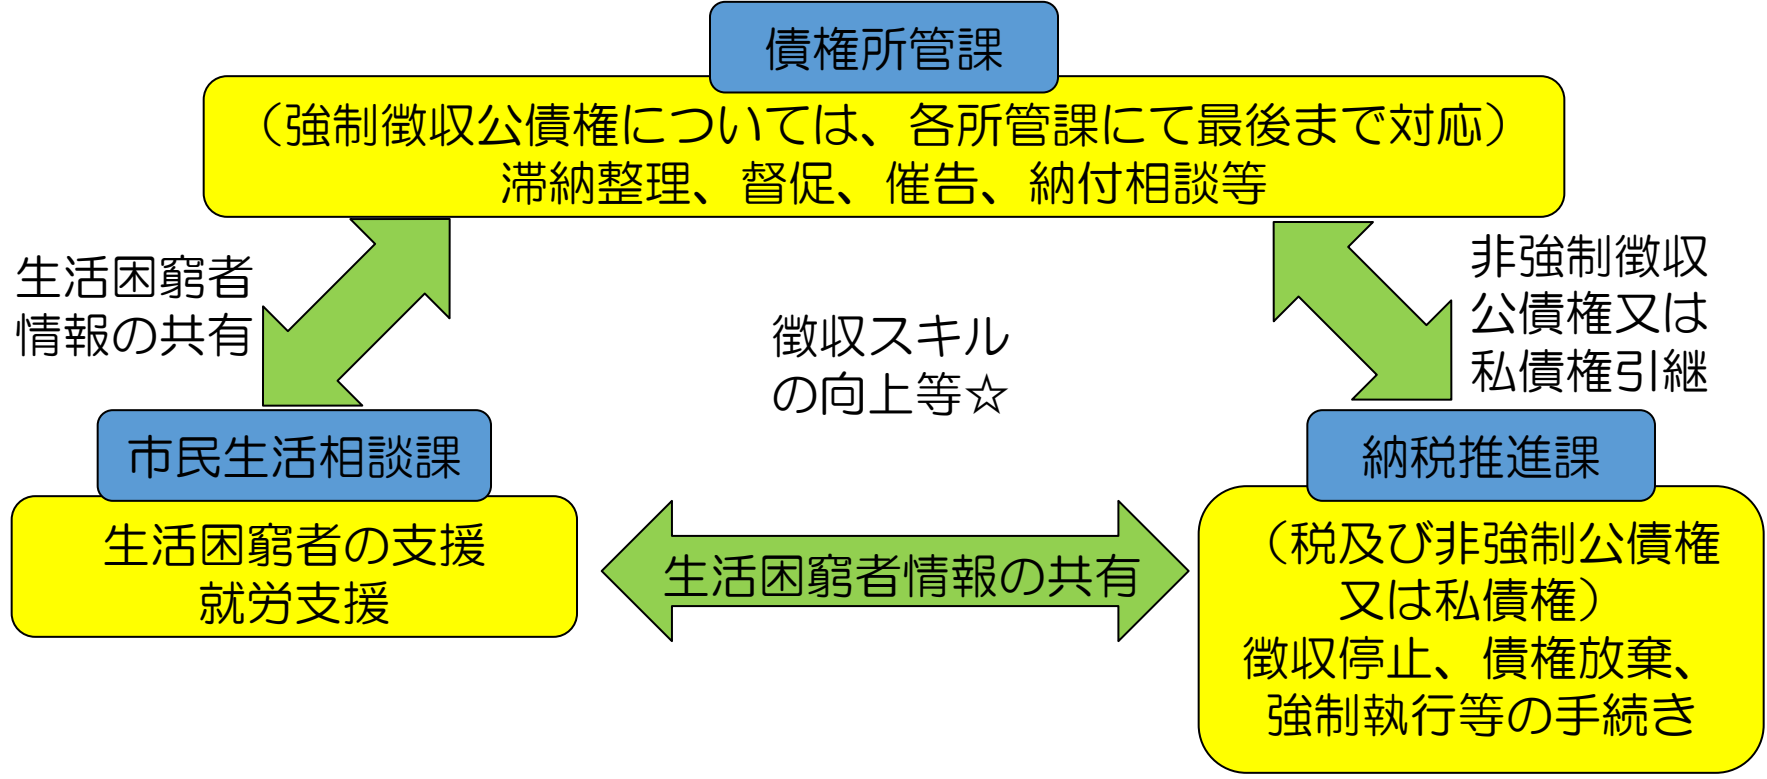 債権所管課
（強制徴収公債権については、各所管課にて最後まで対応）
滞納整理、督促、催告、納付相談等
生活困窮者
情報の共有
徴収スキル
の向上等☆
非強制徴収
公債権又は
私債権引継
市民生活相談課
生活困窮者の支援
就労支援
生活困窮者情報の共有
納税推進課
（税及び非強制公債権
又は私債権）
徴収停止、債権放棄、
強制執行等の手続き